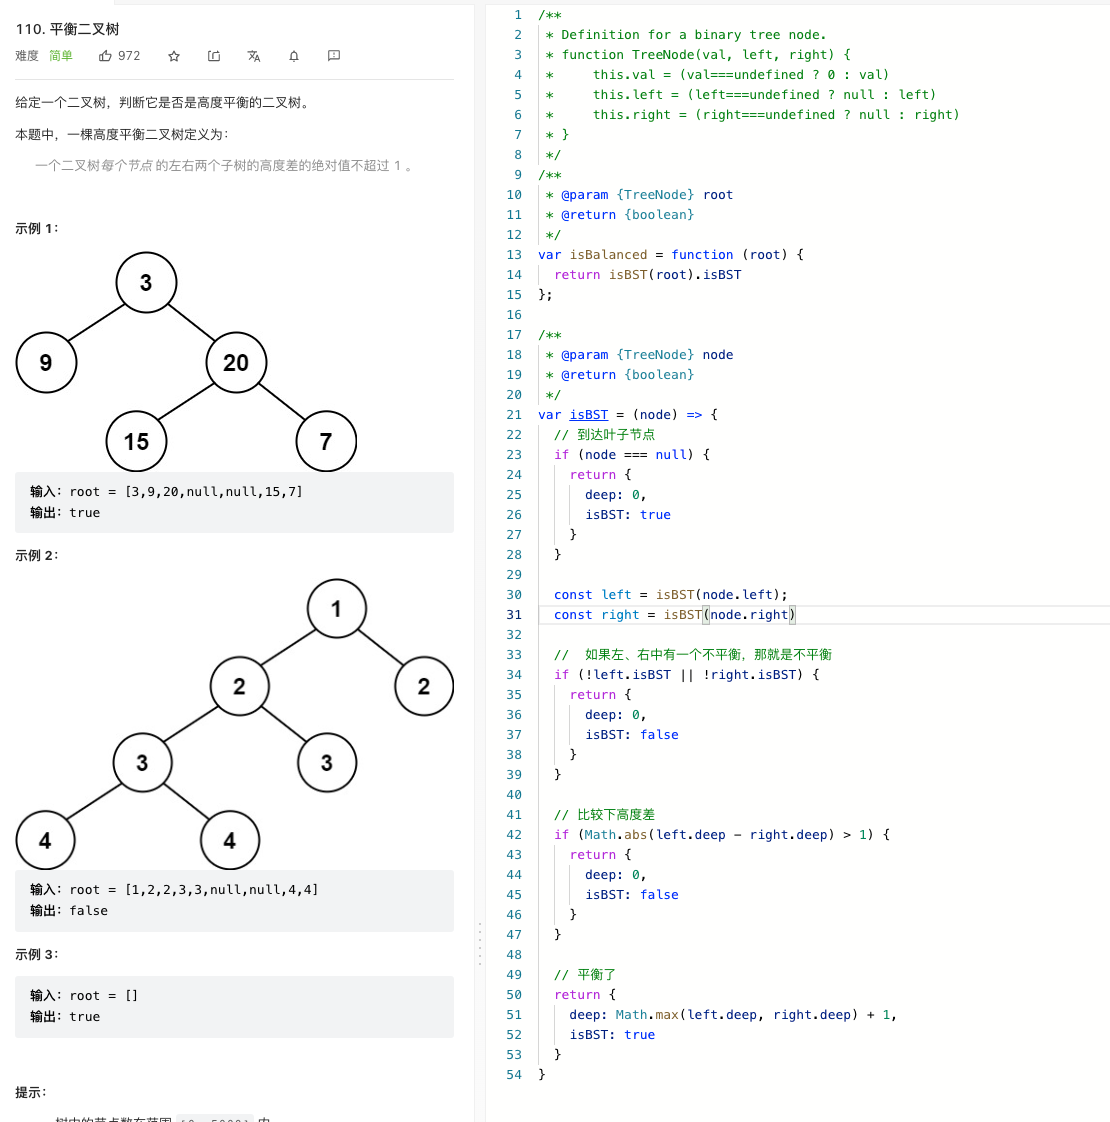 110. 平衡二叉树
难度 简单 972
给定一个二叉树，判断它是否是高度平衡的二叉树。
本题中，一棵高度平衡二叉树定义为：
一个二叉树每个节点 的左右两个子树的高度差的绝对值不超过 1 。
示例 1：
3
9 20
15 7
输入：root = [3,9,20,null,null,15,7]
输出：true
示例 2：
1
2 2
3 3
4 4
输入：root = [1,2,2,3,3,null,null,4,4]
输出：false
示例 3：
输入：root = []
输出：true
提示：
1 /**
2 * Definition for a binary tree node.
3 * function TreeNode(val, left, right) {
4 *     this.val = (val===undefined ? 0 : val)
5 *     this.left = (left===undefined ? null : left)
6 *     this.right = (right===undefined ? null : right)
7 * }
8 */
9 /**
10 * @param {TreeNode} root
11 * @return {boolean}
12 */
13 var isBalanced = function (root) {
14   return isBST(root).isBST
15 };
16
17 /**
18 * @param {TreeNode} node
19 * @return {boolean}
20 */
21 var isBST = (node) => {
22   // 到达叶子节点
23   if (node === null) {
24     return {
25       deep: 0,
26       isBST: true
27     }
28   }
29
30   const left = isBST(node.left);
31   const right = isBST(node.right)
32
33   //  如果左、右中有一个不平衡，那就是不平衡
34   if (!left.isBST || !right.isBST) {
35     return {
36       deep: 0,
37       isBST: false
38     }
39   }
40
41   // 比较下高度差
42   if (Math.abs(left.deep - right.deep) > 1) {
43     return {
44       deep: 0,
45       isBST: false
46     }
47   }
48
49   // 平衡了
50   return {
51     deep: Math.max(left.deep, right.deep) + 1,
52     isBST: true
53   }
54 }